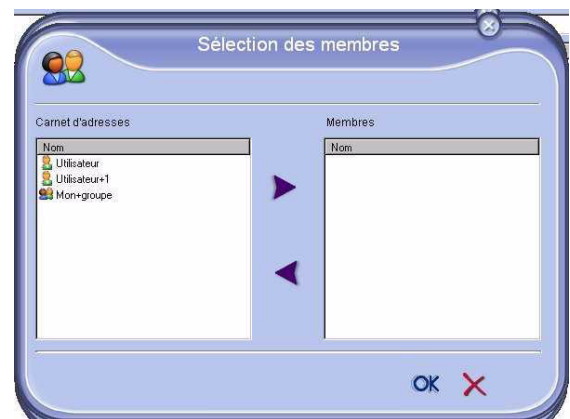 Sélection des membres
Carnet d'adresses
Membres
Nom
Nom
Utilisateur
Utilisateur+1
Mon+groupe
OK